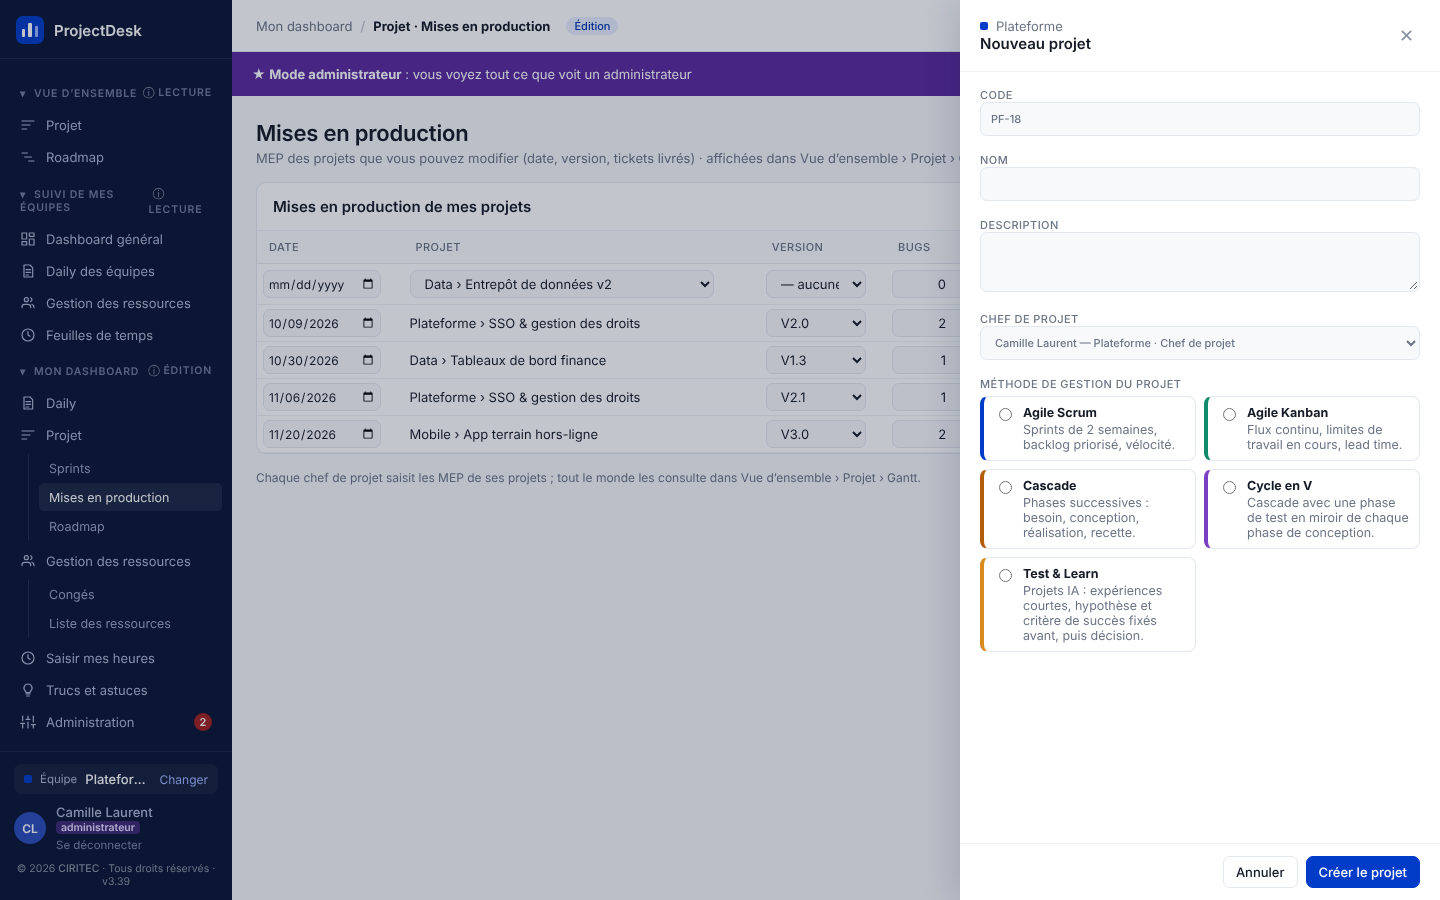 ProjectDesk
VUE D'ENSEMBLE ⓘ LECTURE
Projet
Roadmap
SUIVI DE MES ÉQUIPES ⓘ LECTURE
Dashboard général
Daily des équipes
Gestion des ressources
Feuilles de temps
MON DASHBOARD ⓘ ÉDITION
Daily
Projet
Sprints
Mises en production
Roadmap
Gestion des ressources
Congés
Liste des ressources
Saisir mes heures
Trucs et astuces
Administration 2
Équipe Platefor... Changer
CL
Camille Laurent
administrateur
Se déconnecter
© 2026 CIRITEC · Tous droits réservés ·
v3.39
Mon dashboard / Projet · Mises en production Édition
★ Mode administrateur : vous voyez tout ce que voit un administrateur
Mises en production
MEP des projets que vous pouvez modifier (date, version, tickets livrés) · affichées dans Vue d'ensemble › Projet ›
Mises en production de mes projets
DATE PROJET VERSION BUGS
mm/dd/yyyy Data › Entrepôt de données v2 — aucune 0
10/09/2026 Plateforme › SSO & gestion des droits V2.0 2
10/30/2026 Data › Tableaux de bord finance V1.3 1
11/06/2026 Plateforme › SSO & gestion des droits V2.1 1
11/20/2026 Mobile › App terrain hors-ligne V3.0 2
Chaque chef de projet saisit les MEP de ses projets ; tout le monde les consulte dans Vue d'ensemble › Projet › Gantt.
Plateforme
Nouveau projet
CODE
PF-18
NOM
DESCRIPTION
CHEF DE PROJET
Camille Laurent — Plateforme · Chef de projet
MÉTHODE DE GESTION DU PROJET
Agile Scrum
Sprints de 2 semaines,
backlog priorisé, vélocité.
Agile Kanban
Flux continu, limites de
travail en cours, lead time.
Cascade
Phases successives :
besoin, conception,
réalisation, recette.
Cycle en V
Cascade avec une phase
de test en miroir de chaque
phase de conception.
Test & Learn
Projets IA : expériences
courtes, hypothèse et
critère de succès fixés
avant, puis décision.
Annuler
Créer le projet